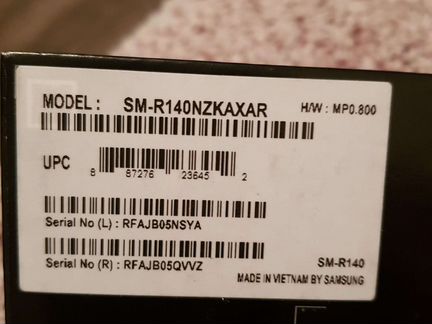 MODEL : SM-R140NZKAXAR H/W : MP0.800
UPC 8 87276 23645 2
Serial No (L) : RFAJB05NSYA
Serial No (R) : RFAJB05QVVZ
SM-R140
MADE IN VIETNAM BY SAMSUNG